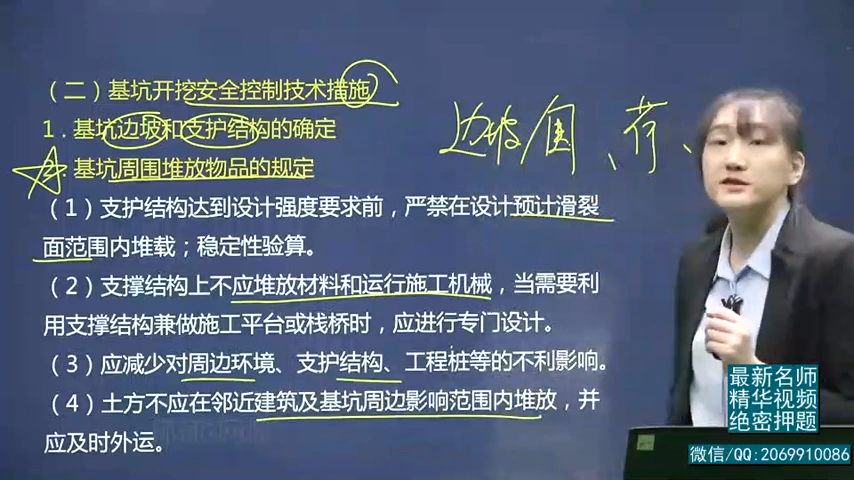 （二）基坑开挖安全控制技术措施
1．基坑边坡和支护结构的确定
边坡
荷、
．基坑周围堆放物品的规定
（1）支护结构达到设计强度要求前，严禁在设计预计滑裂
面范围内堆载；稳定性验算。
（2）支撑结构上不应堆放材料和运行施工机械，当需要利
用支撑结构兼做施工平台或栈桥时，应进行专门设计。
（3）应减少对周边环境、支护结构、工程桩等的不利影响。
（4）土方不应在邻近建筑及基坑周边影响范围内堆放，并
应及时外运。
最新名师
精华视频
绝密押题
微信/QQ:2069910086